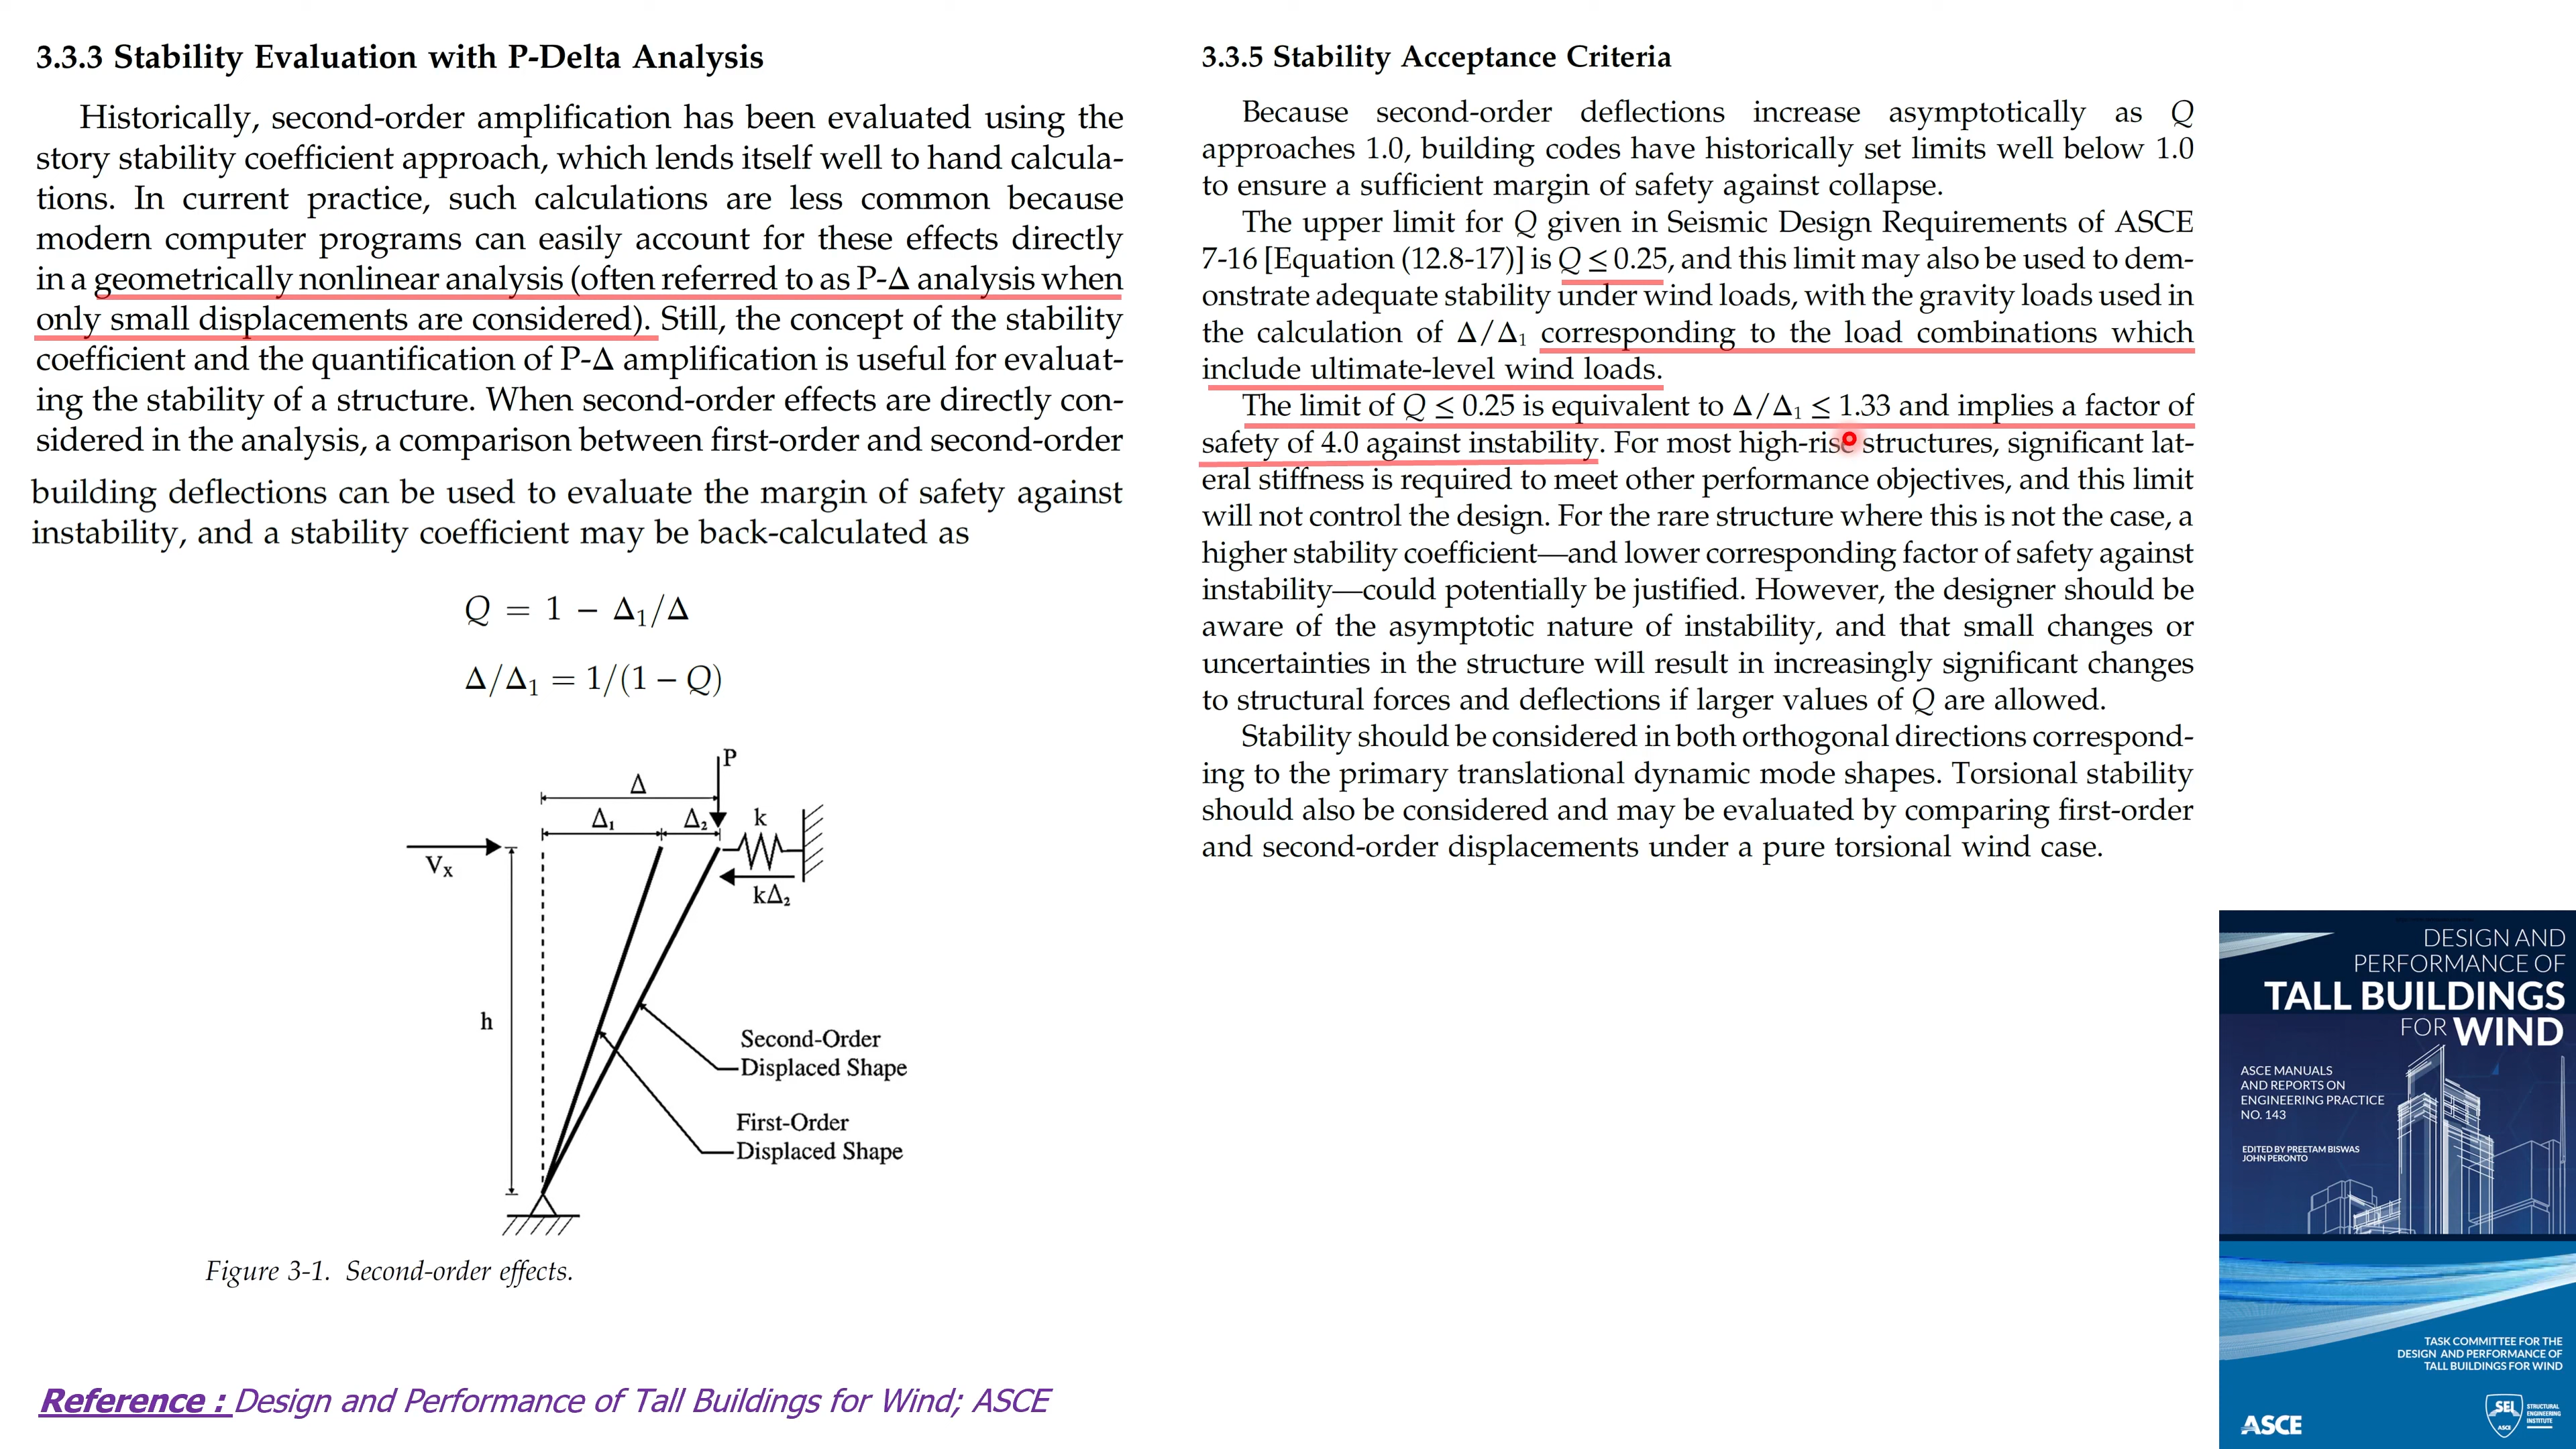 3.3.3 Stability Evaluation with P-Delta Analysis
Historically, second-order amplification has been evaluated using the
story stability coefficient approach, which lends itself well to hand calcula-
tions. In current practice, such calculations are less common because
modern computer programs can easily account for these effects directly
in a geometrically nonlinear analysis (often referred to as P-Δ analysis when
only small displacements are considered). Still, the concept of the stability
coefficient and the quantification of P-Δ amplification is useful for evaluat-
ing the stability of a structure. When second-order effects are directly con-
sidered in the analysis, a comparison between first-order and second-order
building deflections can be used to evaluate the margin of safety against
instability, and a stability coefficient may be back-calculated as
Q = 1 − Δ₁/Δ
Δ/Δ₁ = 1/(1 − Q)
P
Δ
Δ₁
Δ₂
k
Vx
kΔ₂
h
Second-Order
Displaced Shape
First-Order
Displaced Shape
Figure 3-1. Second-order effects.
Reference : Design and Performance of Tall Buildings for Wind; ASCE
3.3.5 Stability Acceptance Criteria
Because second-order deflections increase asymptotically as Q
approaches 1.0, building codes have historically set limits well below 1.0
to ensure a sufficient margin of safety against collapse.
The upper limit for Q given in Seismic Design Requirements of ASCE
7-16 [Equation (12.8-17)] is Q ≤ 0.25, and this limit may also be used to dem-
onstrate adequate stability under wind loads, with the gravity loads used in
the calculation of Δ/Δ₁ corresponding to the load combinations which
include ultimate-level wind loads.
The limit of Q ≤ 0.25 is equivalent to Δ/Δ₁ ≤ 1.33 and implies a factor of
safety of 4.0 against instability. For most high-rise structures, significant lat-
eral stiffness is required to meet other performance objectives, and this limit
will not control the design. For the rare structure where this is not the case, a
higher stability coefficient—and lower corresponding factor of safety against
instability—could potentially be justified. However, the designer should be
aware of the asymptotic nature of instability, and that small changes or
uncertainties in the structure will result in increasingly significant changes
to structural forces and deflections if larger values of Q are allowed.
Stability should be considered in both orthogonal directions correspond-
ing to the primary translational dynamic mode shapes. Torsional stability
should also be considered and may be evaluated by comparing first-order
and second-order displacements under a pure torsional wind case.
DESIGN AND
PERFORMANCE OF
TALL BUILDINGS
FOR WIND
ASCE MANUALS
AND REPORTS ON
ENGINEERING PRACTICE
NO. 143
EDITED BY PREETAM BISWAS
JOHN PERONTO
TASK COMMITTEE FOR THE
DESIGN AND PERFORMANCE OF
TALL BUILDINGS FOR WIND
ASCE
SEI
ASCE
STRUCTURAL
ENGINEERING
INSTITUTE